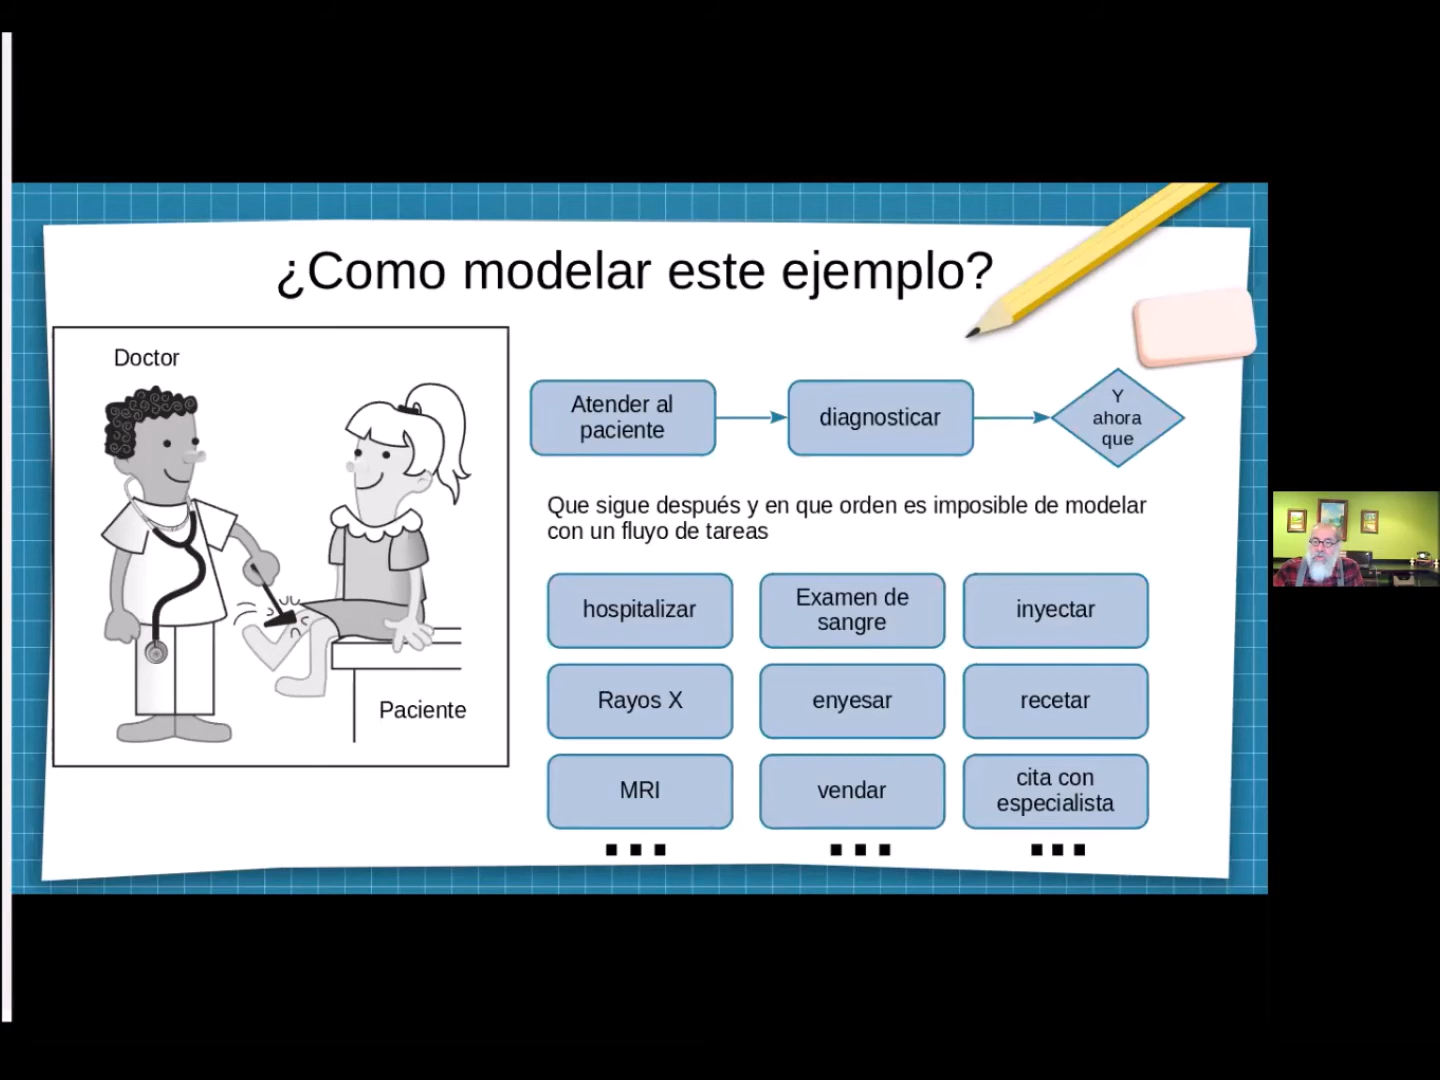 ¿Como modelar este ejemplo?
Doctor
Paciente
Atender al
paciente
diagnosticar
Y
ahora
que
Que sigue después y en que orden es imposible de modelar
con un fluyo de tareas
hospitalizar
Examen de
sangre
inyectar
Rayos X
enyesar
recetar
MRI
vendar
cita con
especialista